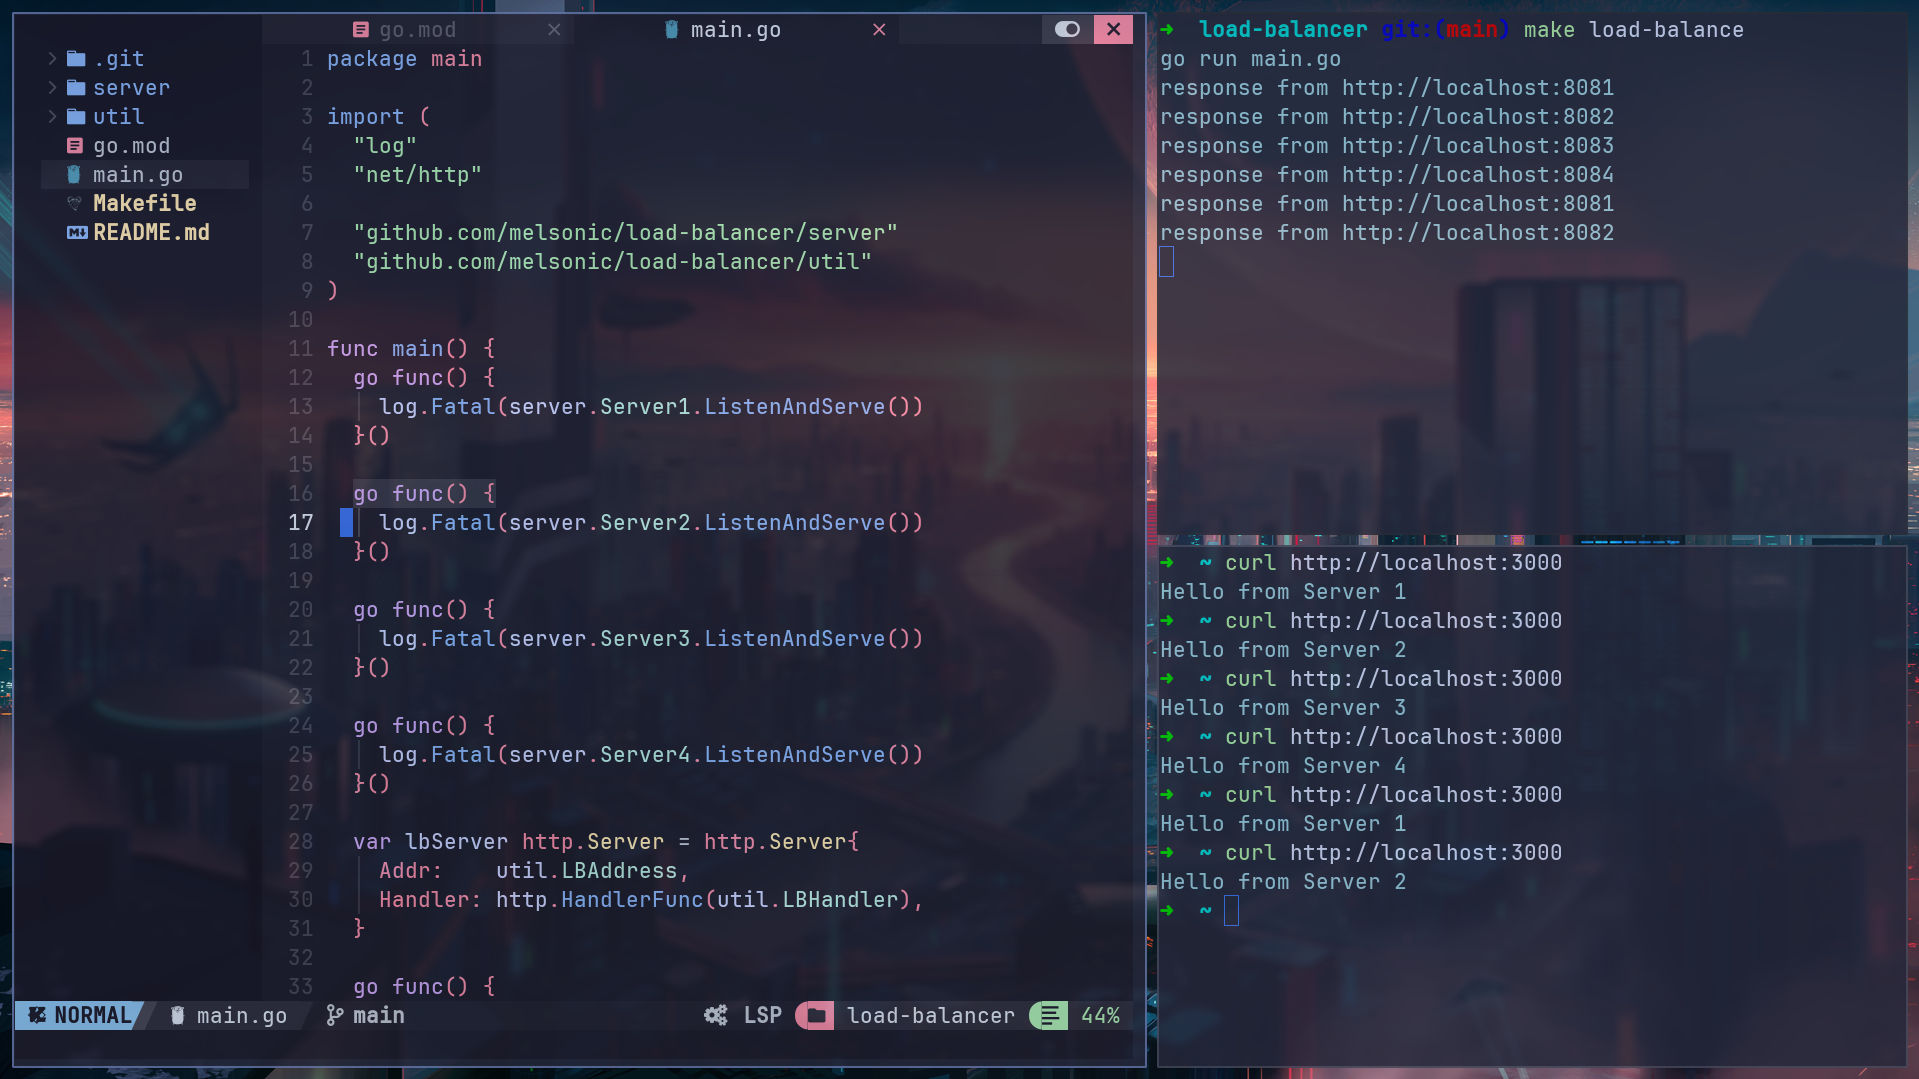 .git
server
util
go.mod
main.go
Makefile
README.md
go.mod
main.go
1 package main
2
3 import (
4 "log"
5 "net/http"
6
7 "github.com/melsonic/load-balancer/server"
8 "github.com/melsonic/load-balancer/util"
9 )
10
11 func main() {
12 go func() {
13 log.Fatal(server.Server1.ListenAndServe())
14 }()
15
16 go func() {
17 log.Fatal(server.Server2.ListenAndServe())
18 }()
19
20 go func() {
21 log.Fatal(server.Server3.ListenAndServe())
22 }()
23
24 go func() {
25 log.Fatal(server.Server4.ListenAndServe())
26 }()
27
28 var lbServer http.Server = http.Server{
29 Addr: util.LBAddress,
30 Handler: http.HandlerFunc(util.LBHandler),
31 }
32
33 go func() {
NORMAL main.go main LSP load-balancer 44%
➜ load-balancer git:(main) make load-balance
go run main.go
response from http://localhost:8081
response from http://localhost:8082
response from http://localhost:8083
response from http://localhost:8084
response from http://localhost:8081
response from http://localhost:8082
➜ ~ curl http://localhost:3000
Hello from Server 1
➜ ~ curl http://localhost:3000
Hello from Server 2
➜ ~ curl http://localhost:3000
Hello from Server 3
➜ ~ curl http://localhost:3000
Hello from Server 4
➜ ~ curl http://localhost:3000
Hello from Server 1
➜ ~ curl http://localhost:3000
Hello from Server 2
➜ ~